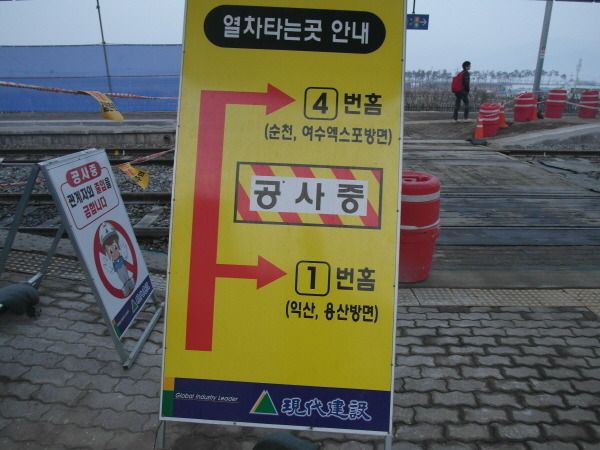 열차타는곳 안내
4 번홈
(순천, 여수엑스포방면)
공사중
1 번홈
(익산, 용산방면)
Global Industry Leader
現代建設
공사중
관계자외 출입을
금합니다